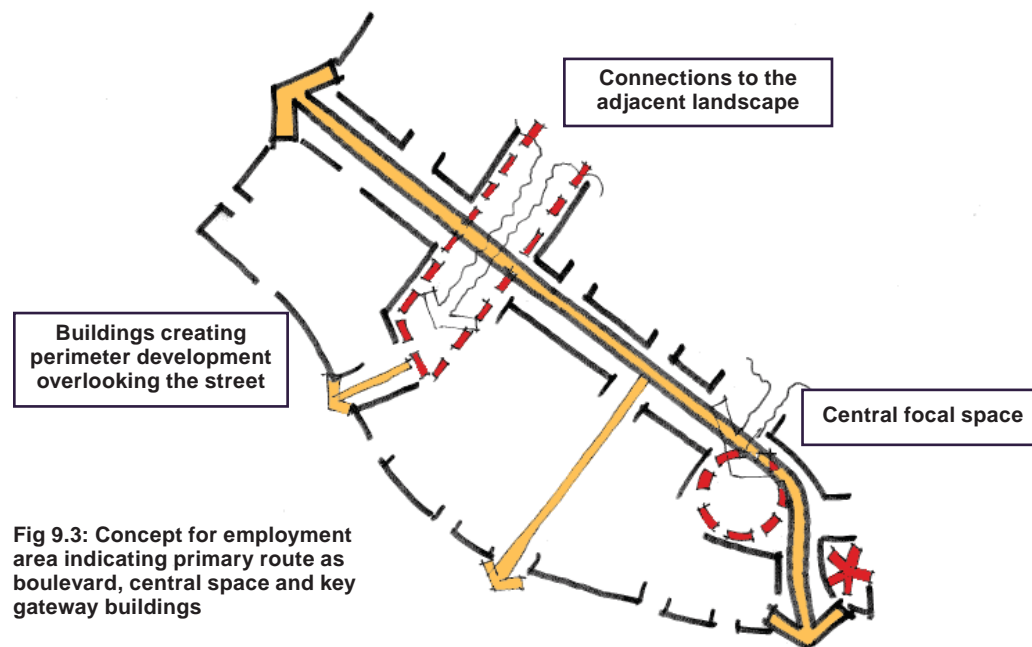 Connections to the
adjacent landscape
Buildings creating
perimeter development
overlooking the street
Central focal space
Fig 9.3: Concept for employment
area indicating primary route as
boulevard, central space and key
gateway buildings